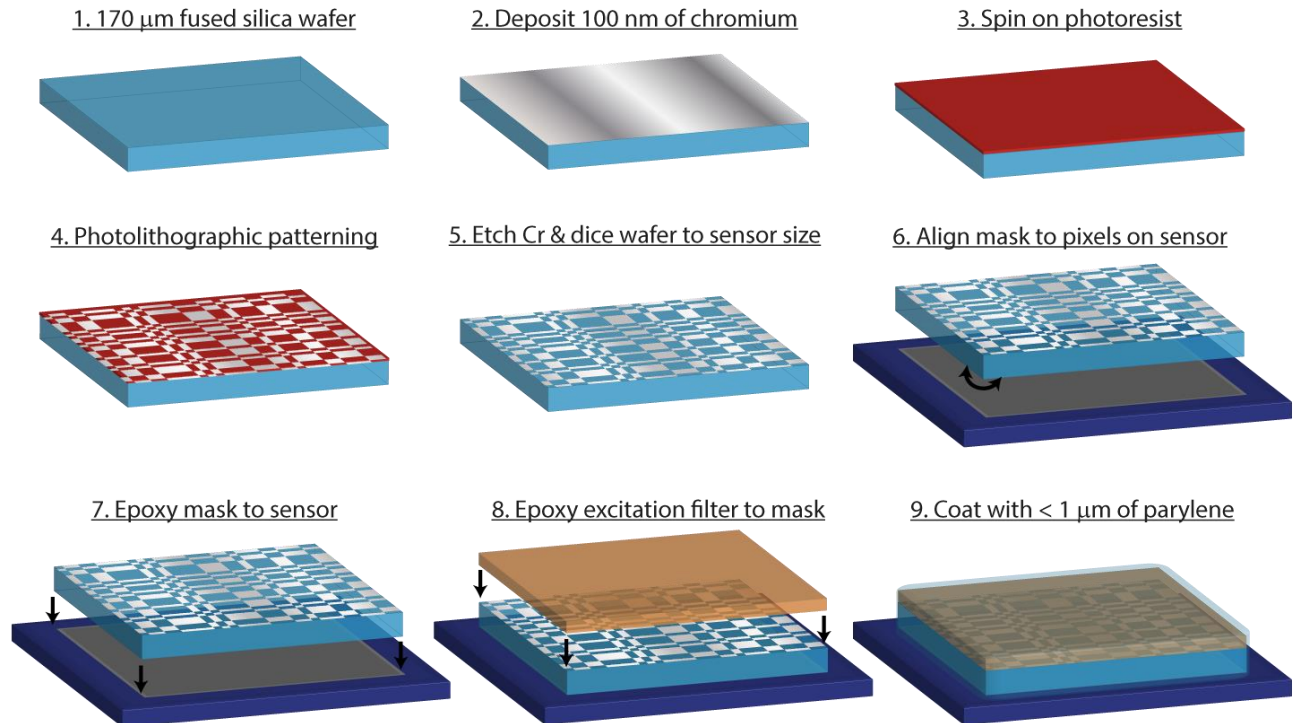 1. 170 μm fused silica wafer
2. Deposit 100 nm of chromium
3. Spin on photoresist
4. Photolithographic patterning
5. Etch Cr & dice wafer to sensor size
6. Align mask to pixels on sensor
7. Epoxy mask to sensor
8. Epoxy excitation filter to mask
9. Coat with < 1 μm of parylene